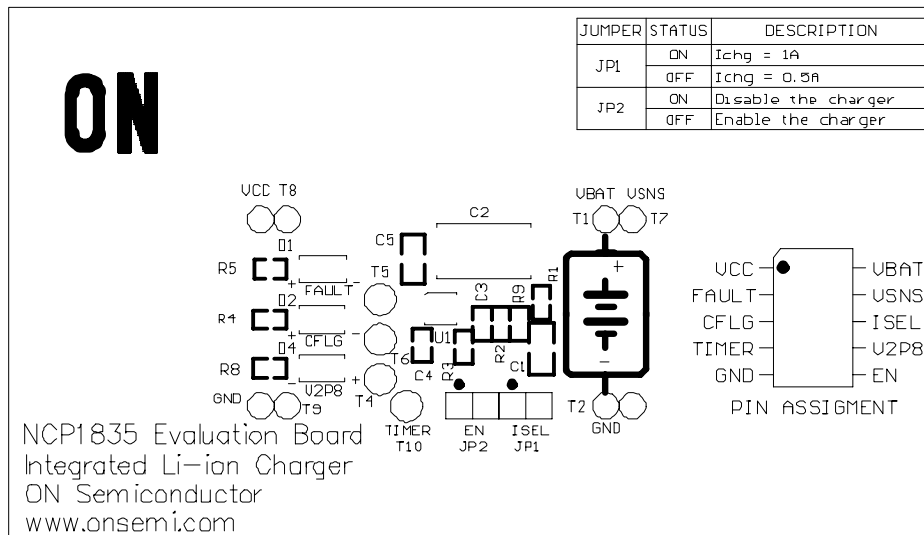 JUMPER STATUS DESCRIPTION
JP1 ON Ichg = 1A
OFF Ichg = 0.5A
JP2 ON Disable the charger
OFF Enable the charger
ON
VCC T8
VBAT VSNS
T1 T7
C2
C5
D1
R5
+ FAULT -
T5
C3
R9
R1
+
D2
R4
+ CFLG -
U1
R2
C1
T6
D4
R8
- V2P8 +
C4
R3
-
GND T9
T4
T2
GND
TIMER
T10
EN
JP2
ISEL
JP1
VCC VBAT
FAULT VSNS
CFLG ISEL
TIMER V2P8
GND EN
PIN ASSIGMENT
NCP1835 Evaluation Board
Integrated Li-ion Charger
ON Semiconductor
www.onsemi.com